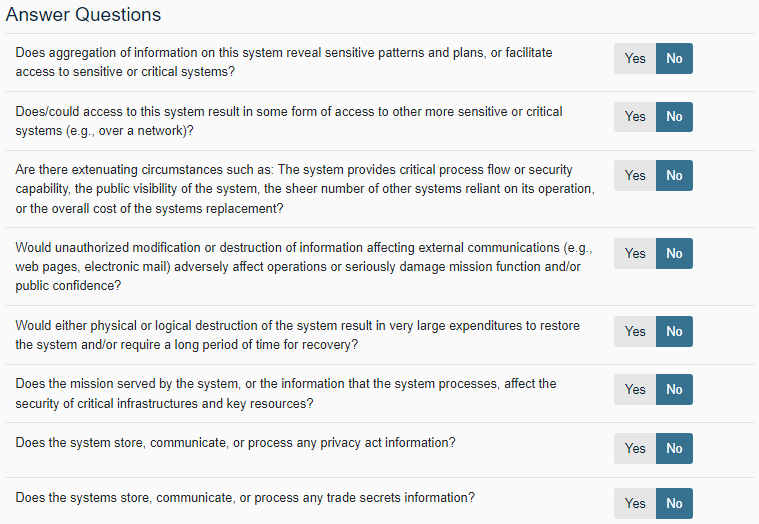 Answer Questions
Does aggregation of information on this system reveal sensitive patterns and plans, or facilitate
access to sensitive or critical systems?
Yes No
Does/could access to this system result in some form of access to other more sensitive or critical
systems (e.g., over a network)?
Yes No
Are there extenuating circumstances such as: The system provides critical process flow or security
capability, the public visibility of the system, the sheer number of other systems reliant on its operation,
or the overall cost of the systems replacement?
Yes No
Would unauthorized modification or destruction of information affecting external communications (e.g.,
web pages, electronic mail) adversely affect operations or seriously damage mission function and/or
public confidence?
Yes No
Would either physical or logical destruction of the system result in very large expenditures to restore
the system and/or require a long period of time for recovery?
Yes No
Does the mission served by the system, or the information that the system processes, affect the
security of critical infrastructures and key resources?
Yes No
Does the system store, communicate, or process any privacy act information?
Yes No
Does the systems store, communicate, or process any trade secrets information?
Yes No